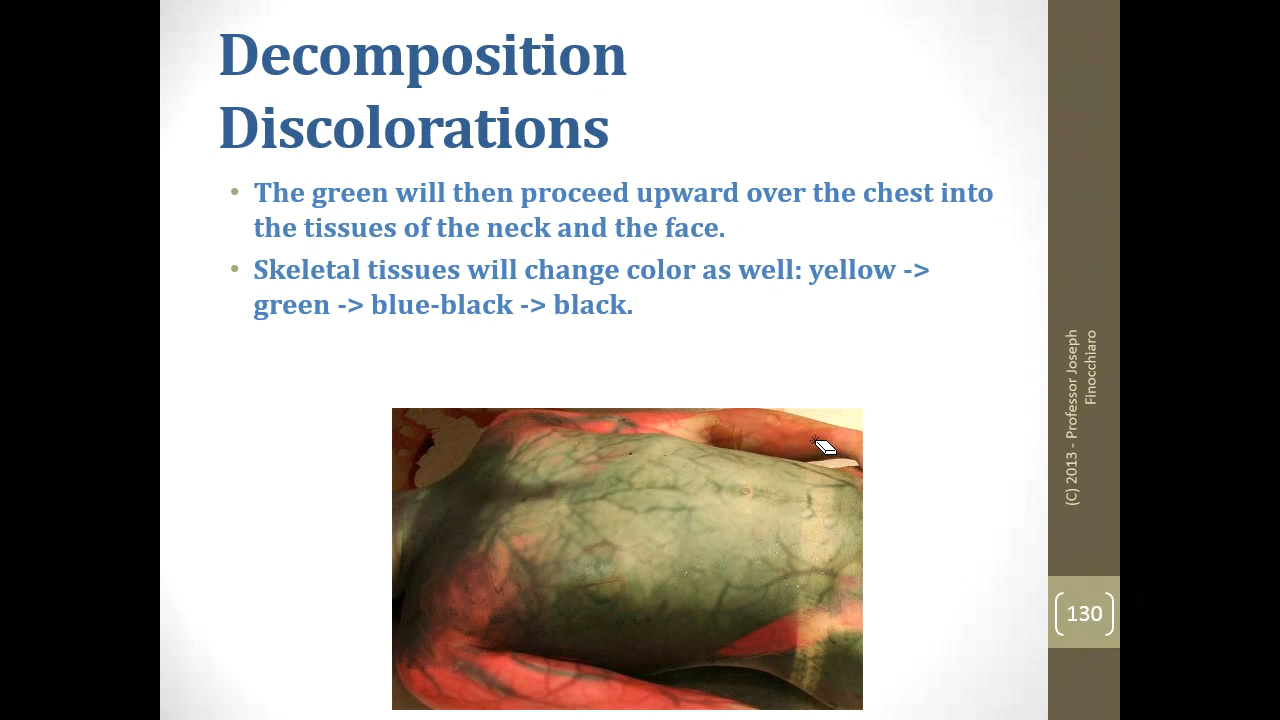 Decomposition
Discolorations
• The green will then proceed upward over the chest into
the tissues of the neck and the face.
• Skeletal tissues will change color as well: yellow ->
green -> blue-black -> black.
(C) 2013 - Professor Joseph
Finocchiaro
130